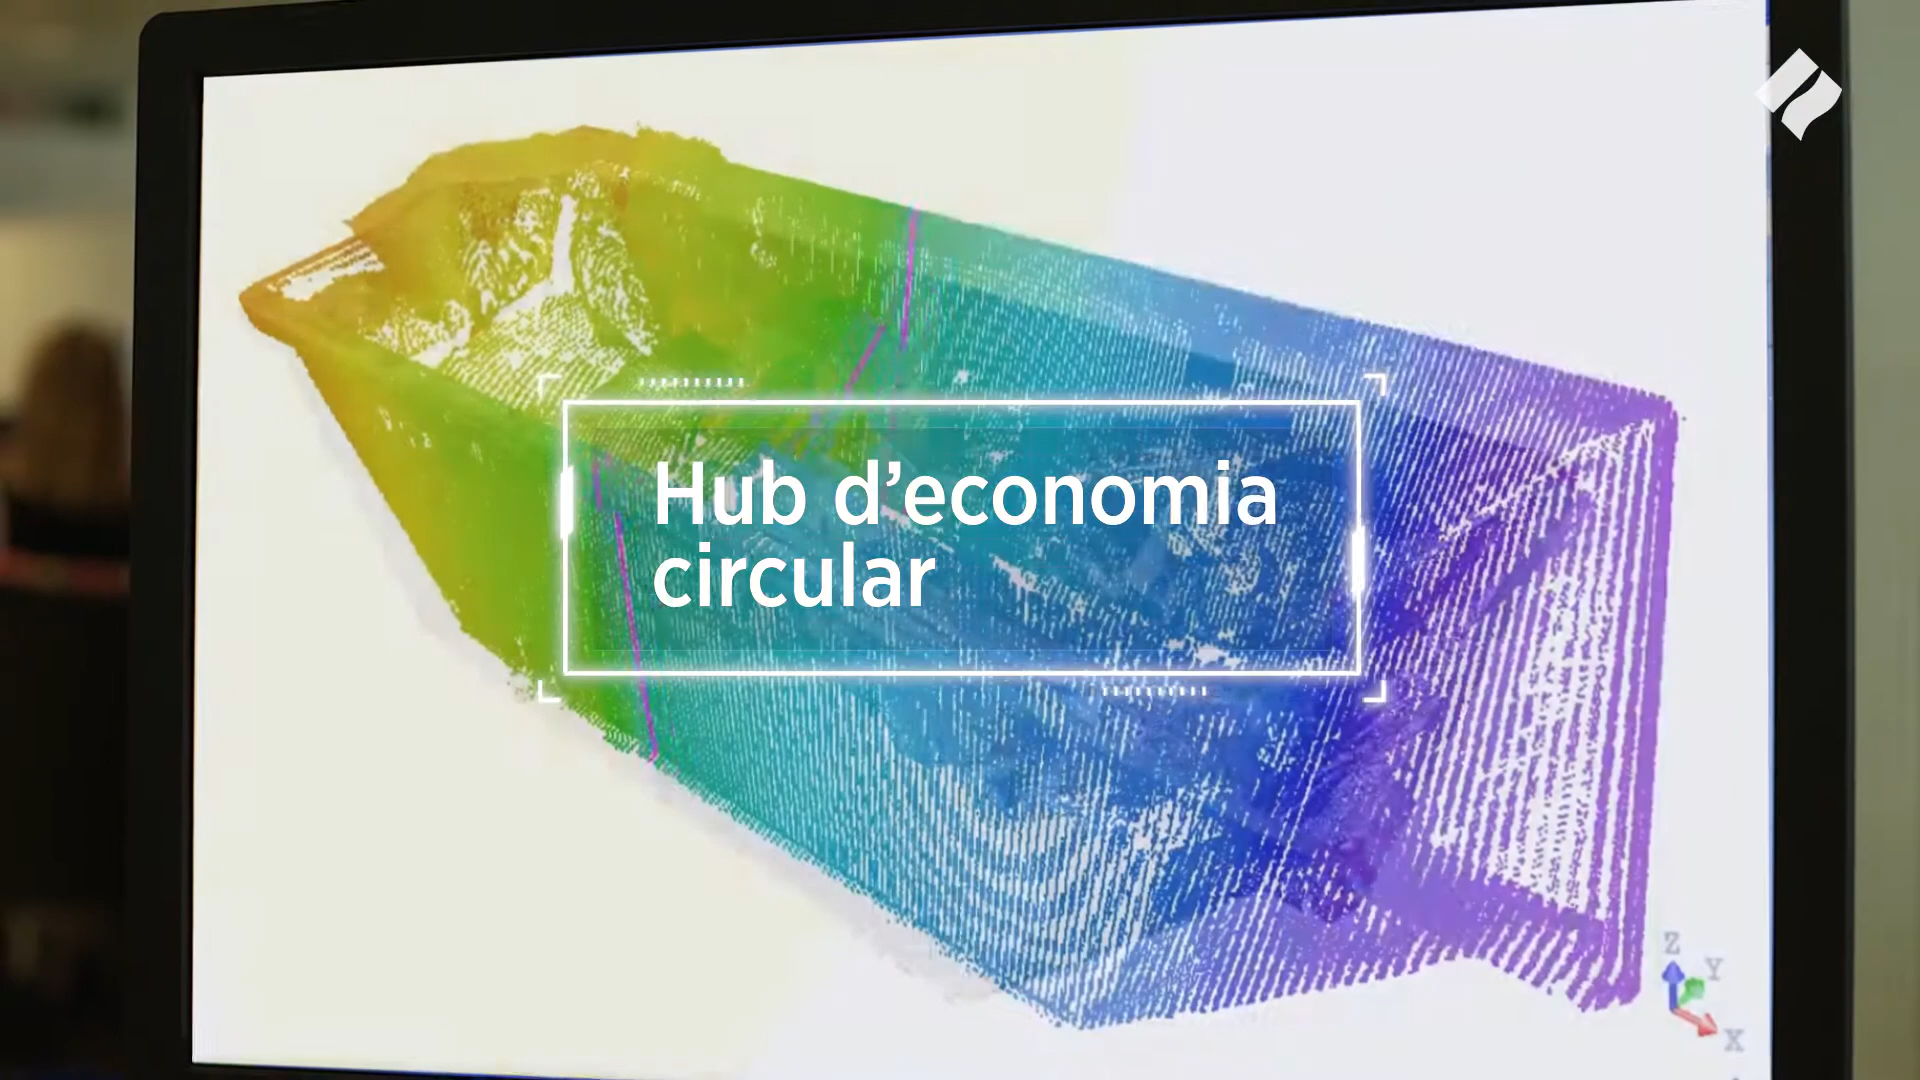 Hub d’economia
circular
Z
Y
X